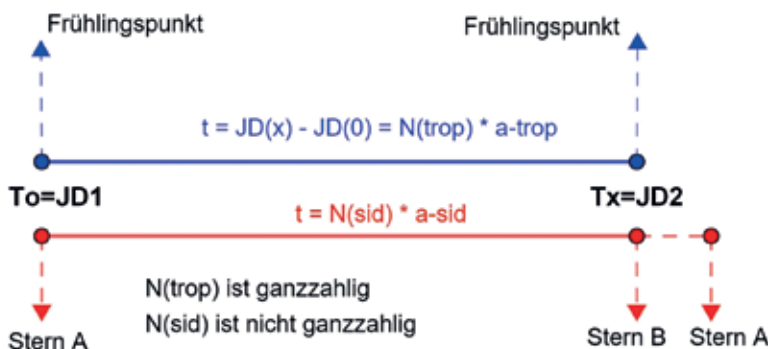 Frühlingspunkt Frühlingspunkt
t = JD(x) - JD(0) = N(trop) * a-trop
To=JD1 Tx=JD2
t = N(sid) * a-sid
N(trop) ist ganzzahlig
N(sid) ist nicht ganzzahlig
Stern A Stern B Stern A